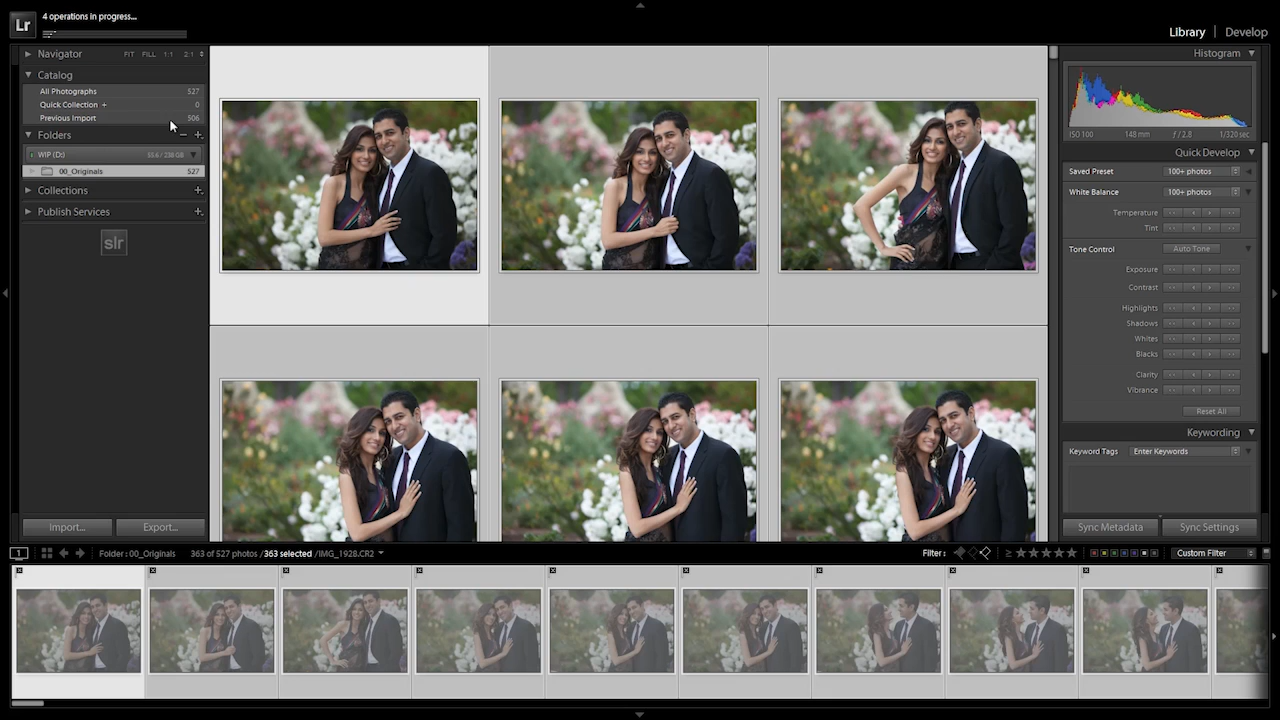 Lr
4 operations in progress...
Library | Develop
Navigator FIT FILL 1:1 2:1
Catalog
All Photographs 527
Quick Collection + 0
Previous Import 506
Folders
WIP (D:) 55.6 / 238 GB
00_Originals 527
Collections
Publish Services
slr
Import... Export...
Histogram
ISO 100 148 mm f / 2.8 1/320 sec
Quick Develop
Saved Preset 100+ photos
White Balance 100+ photos
Temperature
Tint
Tone Control Auto Tone
Exposure
Contrast
Highlights
Shadows
Whites
Blacks
Clarity
Vibrance
Reset All
Keywording
Keyword Tags Enter Keywords
Sync Metadata Sync Settings
1 Folder : 00_Originals 363 of 527 photos / 363 selected / IMG_1928.CR2 Filter : Custom Filter